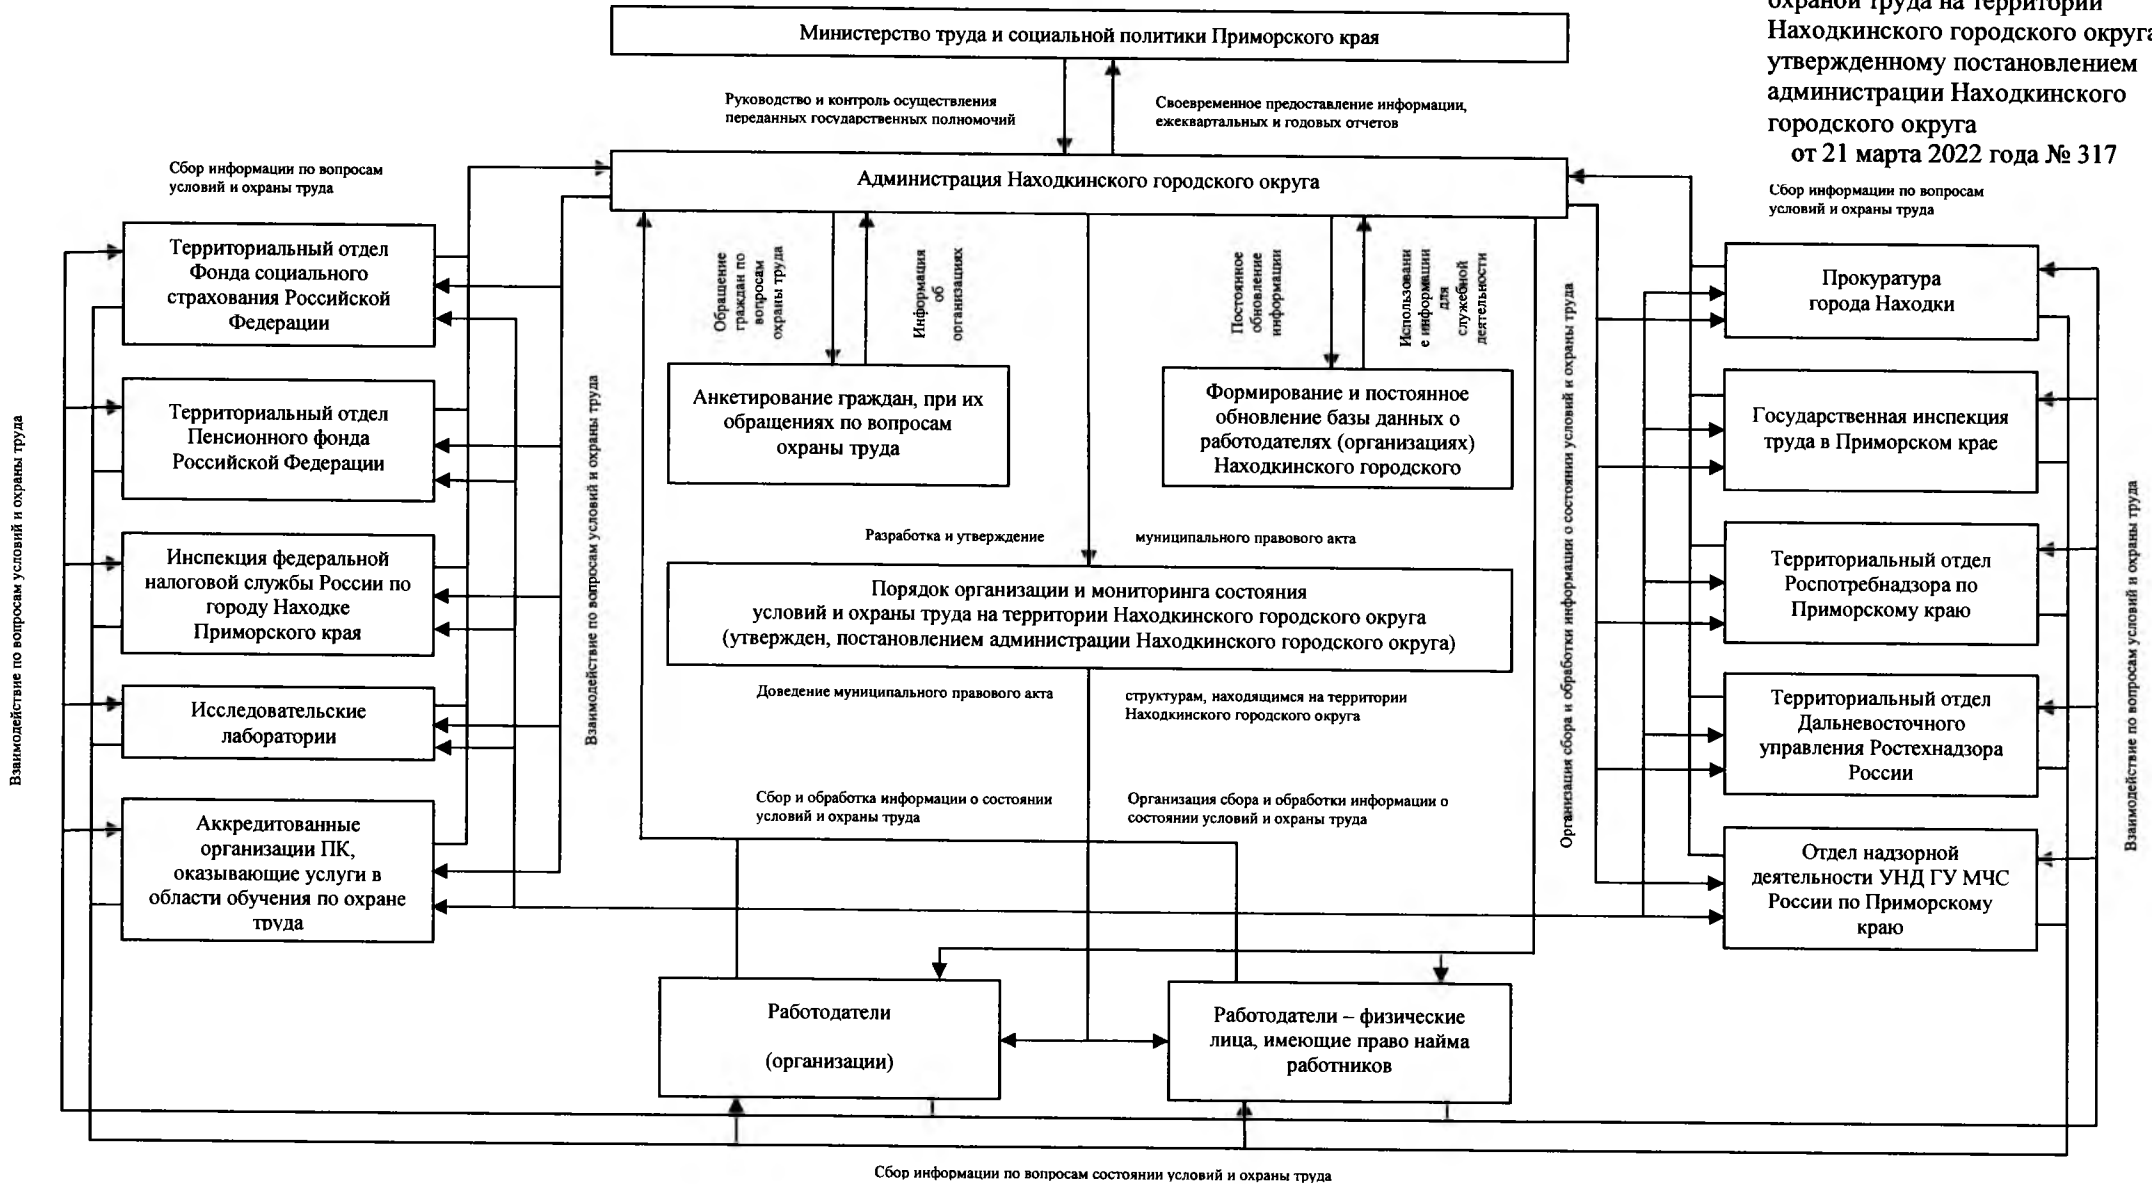 охраной труда на территории
Находкинского городского округа
утвержденному постановлением
администрации Находкинского
городского округа
от 21 марта 2022 года № 317
Министерство труда и социальной политики Приморского края
Руководство и контроль осуществления
переданных государственных полномочий
Своевременное предоставление информации,
ежеквартальных и годовых отчетов
Администрация Находкинского городского округа
Сбор информации по вопросам
условий и охраны труда
Сбор информации по вопросам
условий и охраны труда
Территориальный отдел
Фонда социального
страхования Российской
Федерации
Территориальный отдел
Пенсионного фонда
Российской Федерации
Инспекция федеральной
налоговой службы России по
городу Находке
Приморского края
Исследовательские
лаборатории
Аккредитованные
организации ПК,
оказывающие услуги в
области обучения по охране
труда
Взаимодействие по вопросам условий и охраны труда
Взаимодействие по вопросам условий и охраны труда
Обращение
граждан по
вопросам
охраны труда
Информация
об
организациях
Постоянное
обновление
информации
Использовани
е информации
для
служебной
деятельности
Анкетирование граждан, при их
обращениях по вопросам
охраны труда
Формирование и постоянное
обновление базы данных о
работодателях (организациях)
Находкинского городского
Разработка и утверждение
муниципального правового акта
Порядок организации и мониторинга состояния
условий и охраны труда на территории Находкинского городского округа
(утвержден, постановлением администрации Находкинского городского округа)
Доведение муниципального правового акта
структурам, находящимся на территории
Находкинского городского округа
Сбор и обработка информации о состоянии
условий и охраны труда
Организация сбора и обработки информации о
состоянии условий и охраны труда
Организация сбора и обработки информации о состоянии условий и охраны труда
Прокуратура
города Находки
Государственная инспекция
труда в Приморском крае
Территориальный отдел
Роспотребнадзора по
Приморскому краю
Территориальный отдел
Дальневосточного
управления Ростехнадзора
России
Отдел надзорной
деятельности УНД ГУ МЧС
России по Приморскому
краю
Взаимодействие по вопросам условий и охраны труда
Работодатели
(организации)
Работодатели – физические
лица, имеющие право найма
работников
Сбор информации по вопросам состоянии условий и охраны труда